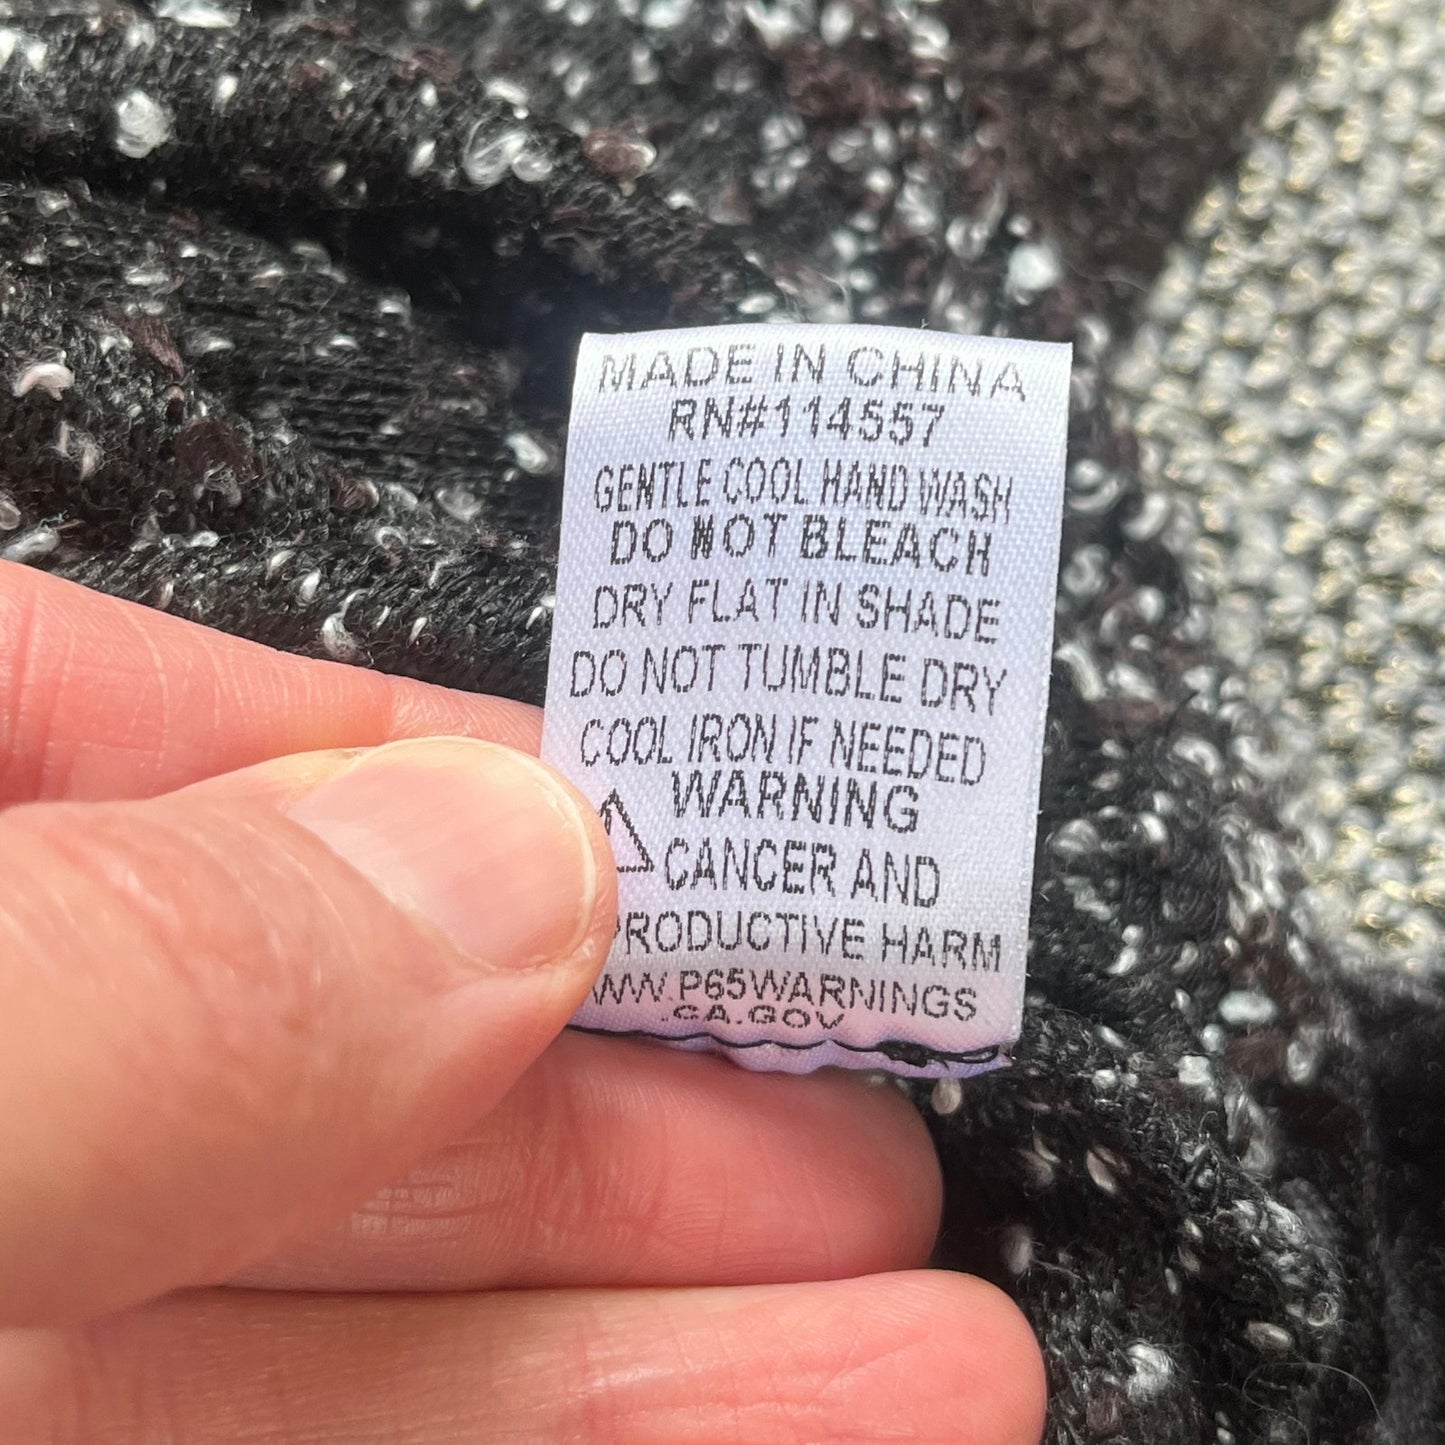 MADE IN CHINA
RN#114557
GENTLE COOL HAND WASH
DO NOT BLEACH
DRY FLAT IN SHADE
DO NOT TUMBLE DRY
COOL IRON IF NEEDED
WARNING
CANCER AND
PRODUCTIVE HARM
WW.P65WARNINGS
.CA.GOV